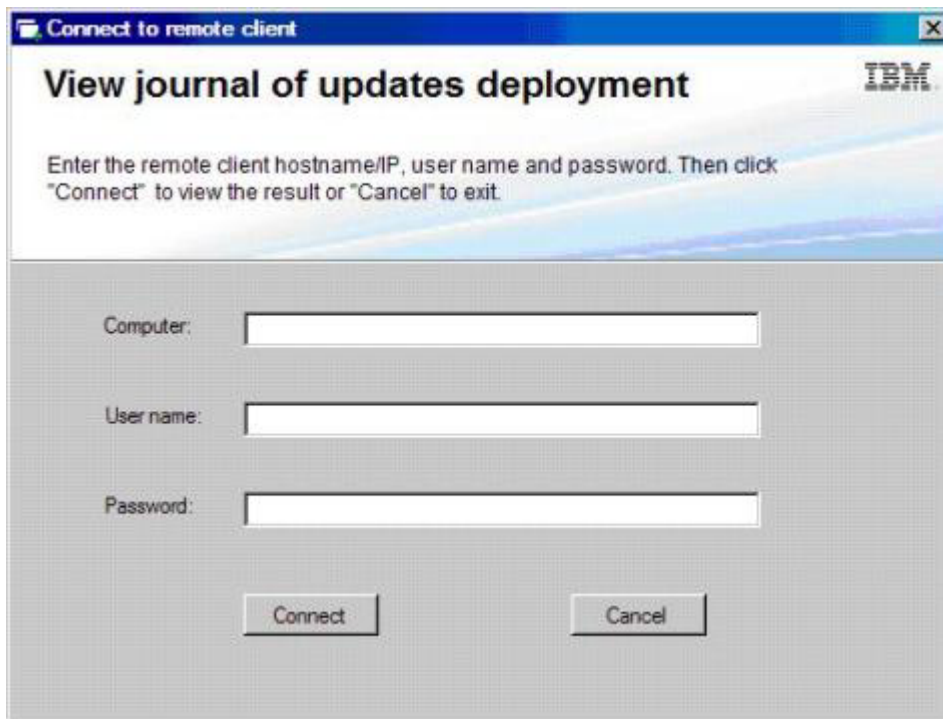 Connect to remote client
View journal of updates deployment
IBM
Enter the remote client hostname/IP, user name and password. Then click
"Connect" to view the result or "Cancel" to exit.
Computer:
User name:
Password:
Connect
Cancel